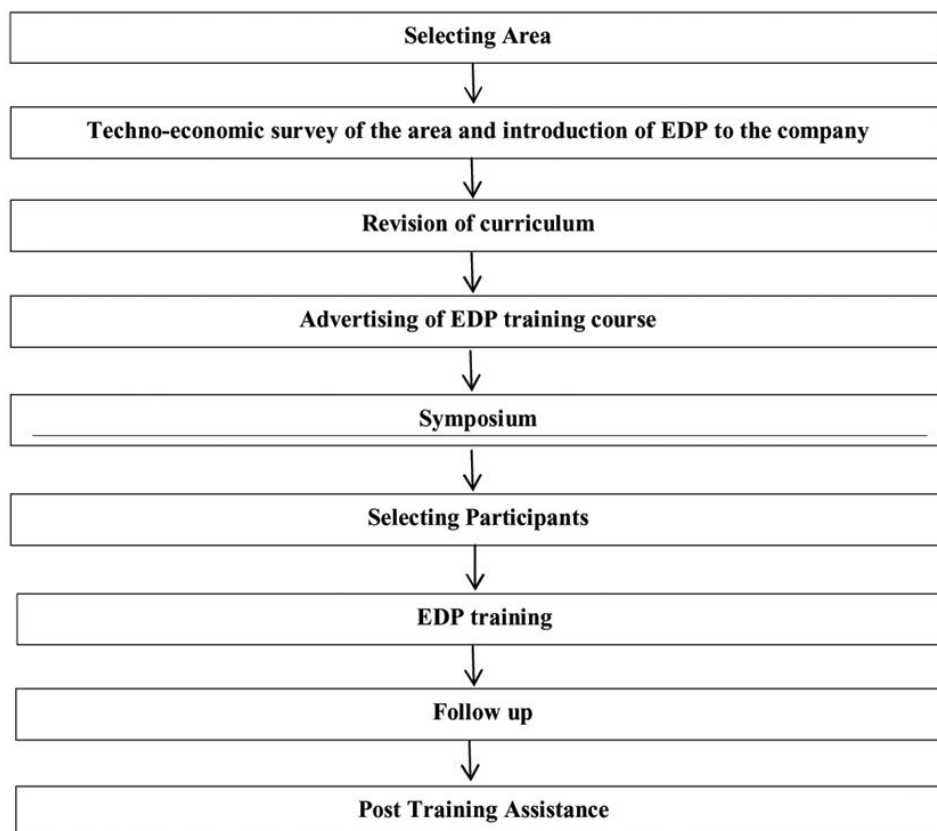 Selecting Area
Techno-economic survey of the area and introduction of EDP to the company
Revision of curriculum
Advertising of EDP training course
Symposium
Selecting Participants
EDP training
Follow up
Post Training Assistance